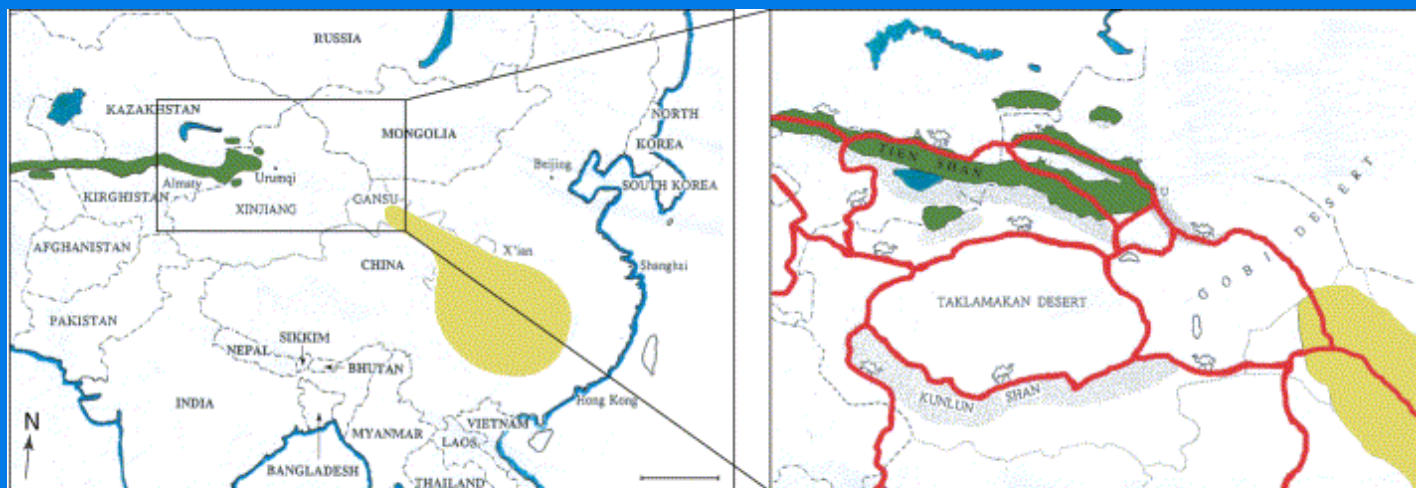 RUSSIA
KAZAKHSTAN
MONGOLIA
NORTH
KOREA
Beijing
SOUTH KOREA
Almaty
Urumqi
KIRGHISTAN
XINJIANG
GANSU
AFGHANISTAN
X'ian
CHINA
Shanghai
PAKISTAN
SIKKIM
NEPAL
BHUTAN
INDIA
Hong Kong
N
MYANMAR
VIETNAM
LAOS
BANGLADESH
THAILAND
TIEN SHAN
GOBI DESERT
TAKLAMAKAN DESERT
KUNLUN SHAN